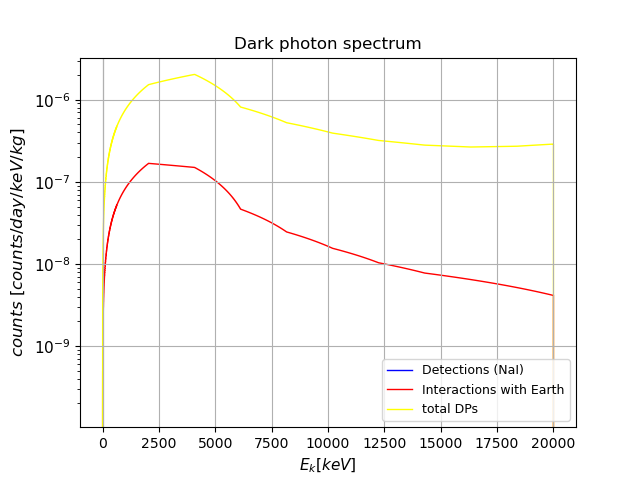 Dark photon spectrum
counts [counts/day/keV/kg]
10⁻⁶
10⁻⁷
10⁻⁸
10⁻⁹
Detections (NaI)
Interactions with Earth
total DPs
0 2500 5000 7500 10000 12500 15000 17500 20000
E_k[keV]